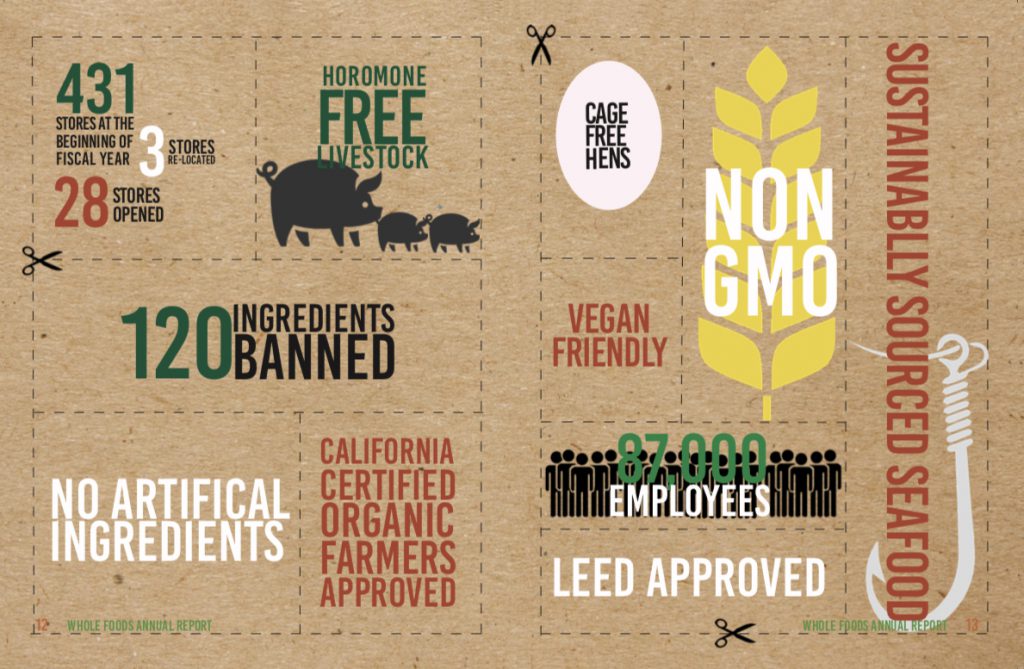 431
STORES AT THE
BEGINNING OF
FISCAL YEAR
3 STORES
RE-LOCATED
28 STORES
OPENED
HOROMONE
FREE
LIVESTOCK
120 INGREDIENTS
BANNED
NO ARTIFICAL
INGREDIENTS
CALIFORNIA
CERTIFIED
ORGANIC
FARMERS
APPROVED
12 WHOLE FOODS ANNUAL REPORT
CAGE
FREE
HENS
NON
GMO
VEGAN
FRIENDLY
87,000
EMPLOYEES
LEED APPROVED
SUSTAINABLLY SOURCED SEAFOOD
WHOLE FOODS ANNUAL REPORT 13